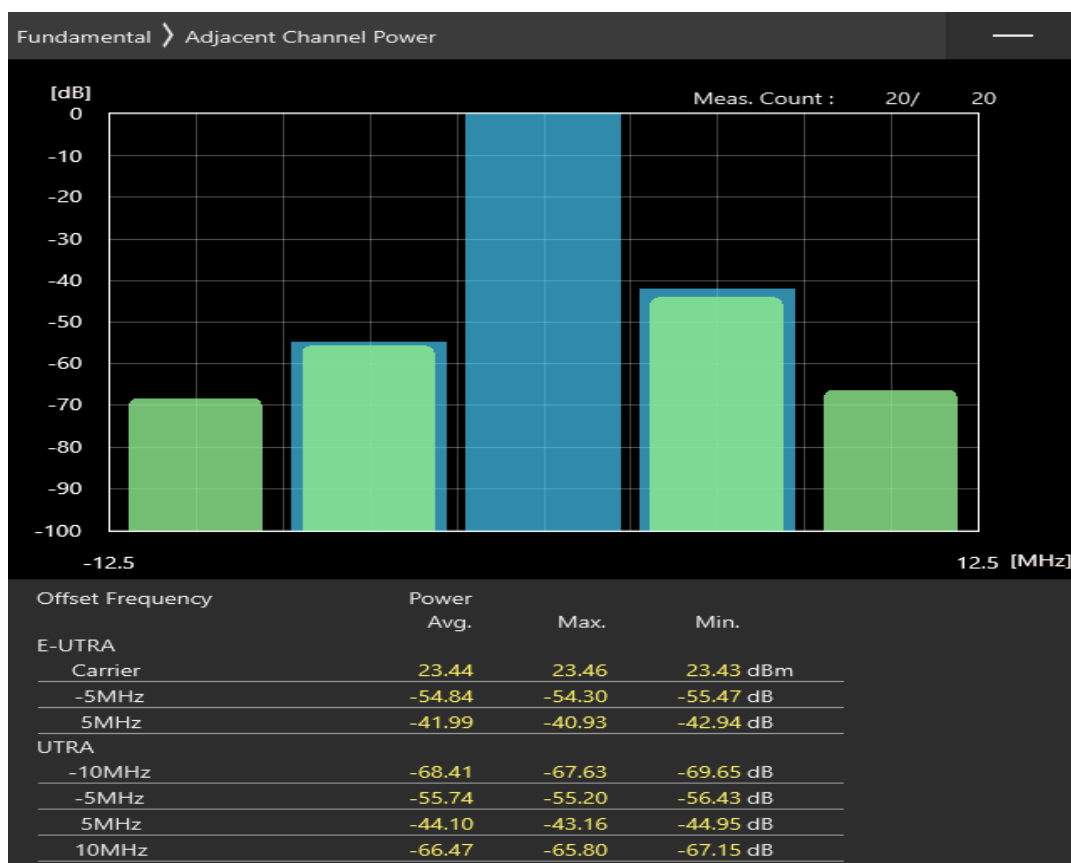 Fundamental 〉 Adjacent Channel Power
[dB]
Meas. Count : 20/ 20
0
-10
-20
-30
-40
-50
-60
-70
-80
-90
-100
-12.5 12.5 [MHz]
Offset Frequency Power
Avg. Max. Min.
E-UTRA
Carrier 23.44 23.46 23.43 dBm
-5MHz -54.84 -54.30 -55.47 dB
5MHz -41.99 -40.93 -42.94 dB
UTRA
-10MHz -68.41 -67.63 -69.65 dB
-5MHz -55.74 -55.20 -56.43 dB
5MHz -44.10 -43.16 -44.95 dB
10MHz -66.47 -65.80 -67.15 dB